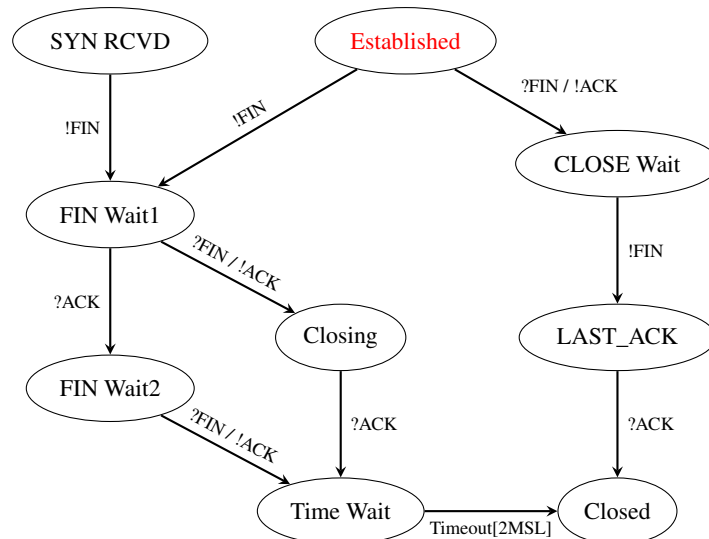 SYN RCVD
Established
!FIN
!FIN
?FIN / !ACK
CLOSE Wait
FIN Wait1
?FIN / !ACK
!FIN
?ACK
Closing
LAST_ACK
FIN Wait2
?FIN / !ACK
?ACK
?ACK
Time Wait
Timeout[2MSL]
Closed